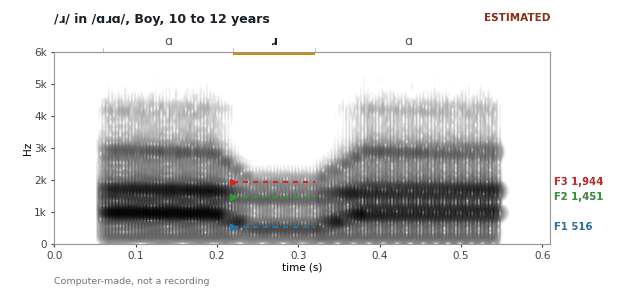 /ɹ/ in /ɑɹɑ/, Boy, 10 to 12 years
ESTIMATED
ɑ ɹ ɑ
6k
5k
4k
3k
2k
1k
0
Hz
F3 1,944
F2 1,451
F1 516
0.0 0.1 0.2 0.3 0.4 0.5 0.6
time (s)
Computer-made, not a recording